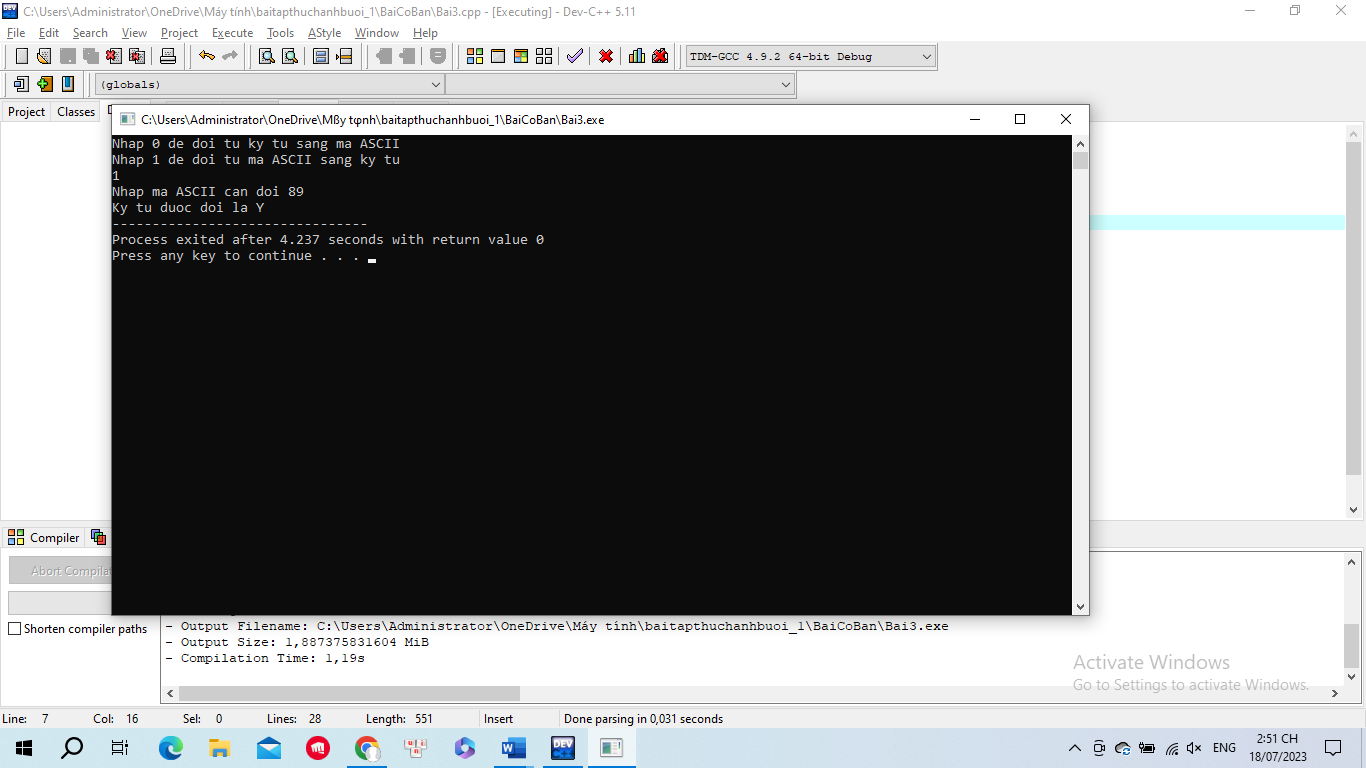 C:\Users\Administrator\OneDrive\Máy tính\baitapthuchanhbuoi_1\BaiCoBan\Bai3.cpp - [Executing] - Dev-C++ 5.11
File Edit Search View Project Execute Tools AStyle Window Help
TDM-GCC 4.9.2 64-bit Debug
(globals)
Project Classes
C:\Users\Administrator\OneDrive\Mßy tφnh\baitapthuchanhbuoi_1\BaiCoBan\Bai3.exe
Nhap 0 de doi tu ky tu sang ma ASCII
Nhap 1 de doi tu ma ASCII sang ky tu
1
Nhap ma ASCII can doi 89
Ky tu duoc doi la Y
--------------------------------
Process exited after 4.237 seconds with return value 0
Press any key to continue . . .
Compiler
Abort
Shorten compiler paths
- Output Filename: C:\Users\Administrator\OneDrive\Máy tính\baitapthuchanhbuoi_1\BaiCoBan\Bai3.exe
- Output Size: 1,887375831604 MiB
- Compilation Time: 1,19s
Activate Windows
Go to Settings to activate Windows.
Line: 7 Col: 16 Sel: 0 Lines: 28 Length: 551 Insert Done parsing in 0,031 seconds
ENG
2:51 CH
18/07/2023